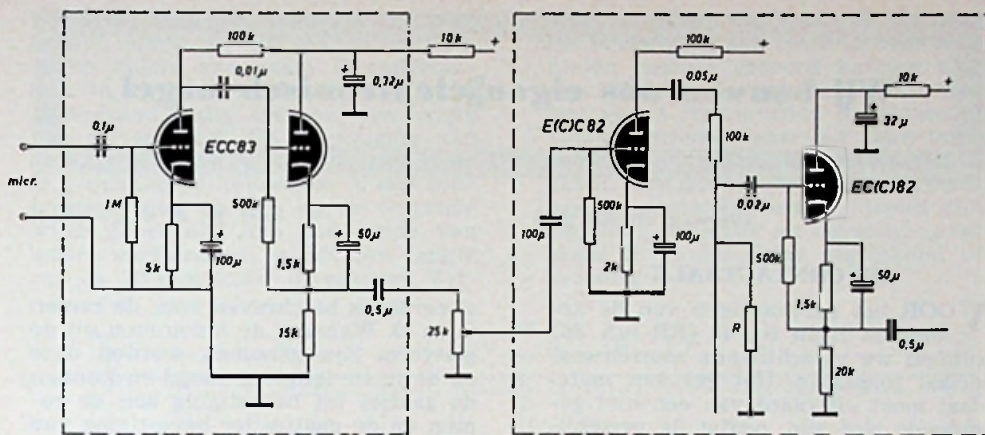 100k
10k
+
0,01µ
+
0,32µ
0,1µ
ECC83
micr.
1M
5k
+
100µ
500k
1,5k
+
50µ
0,5µ
15k
25k
100k
+
0,05µ
10k
+
E(C)C82
100k
+
32µ
0,02µ
EC(C)82
100p
500k
2k
+
100µ
500k
1,5k
+
50µ
R
0,5µ
20k